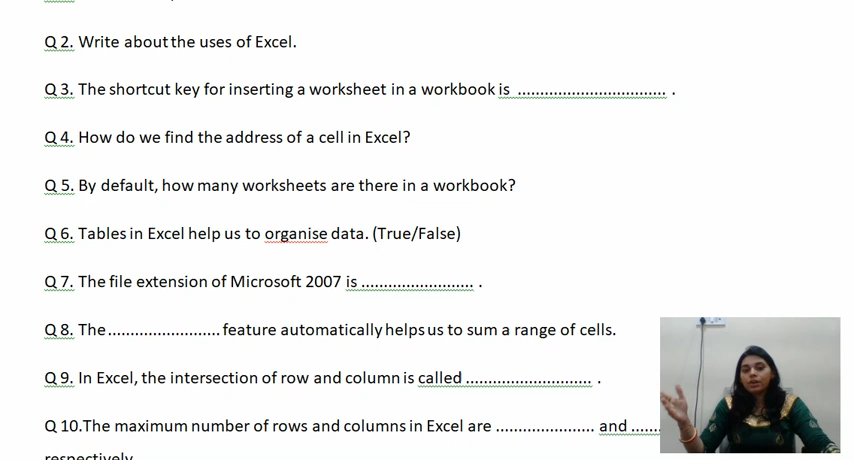 Q 2. Write about the uses of Excel.
Q 3. The shortcut key for inserting a worksheet in a workbook is ................................. .
Q 4. How do we find the address of a cell in Excel?
Q 5. By default, how many worksheets are there in a workbook?
Q 6. Tables in Excel help us to organise data. (True/False)
Q 7. The file extension of Microsoft 2007 is ......................... .
Q 8. The ......................... feature automatically helps us to sum a range of cells.
Q 9. In Excel, the intersection of row and column is called ............................ .
Q 10.The maximum number of rows and columns in Excel are ...................... and .......
respectively